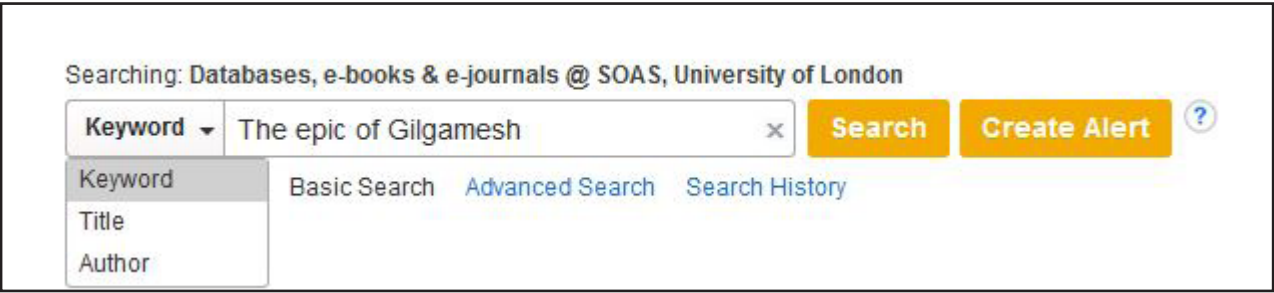 Searching: Databases, e-books & e-journals @ SOAS, University of London
Keyword The epic of Gilgamesh × Search Create Alert ?
Keyword Basic Search Advanced Search Search History
Title
Author